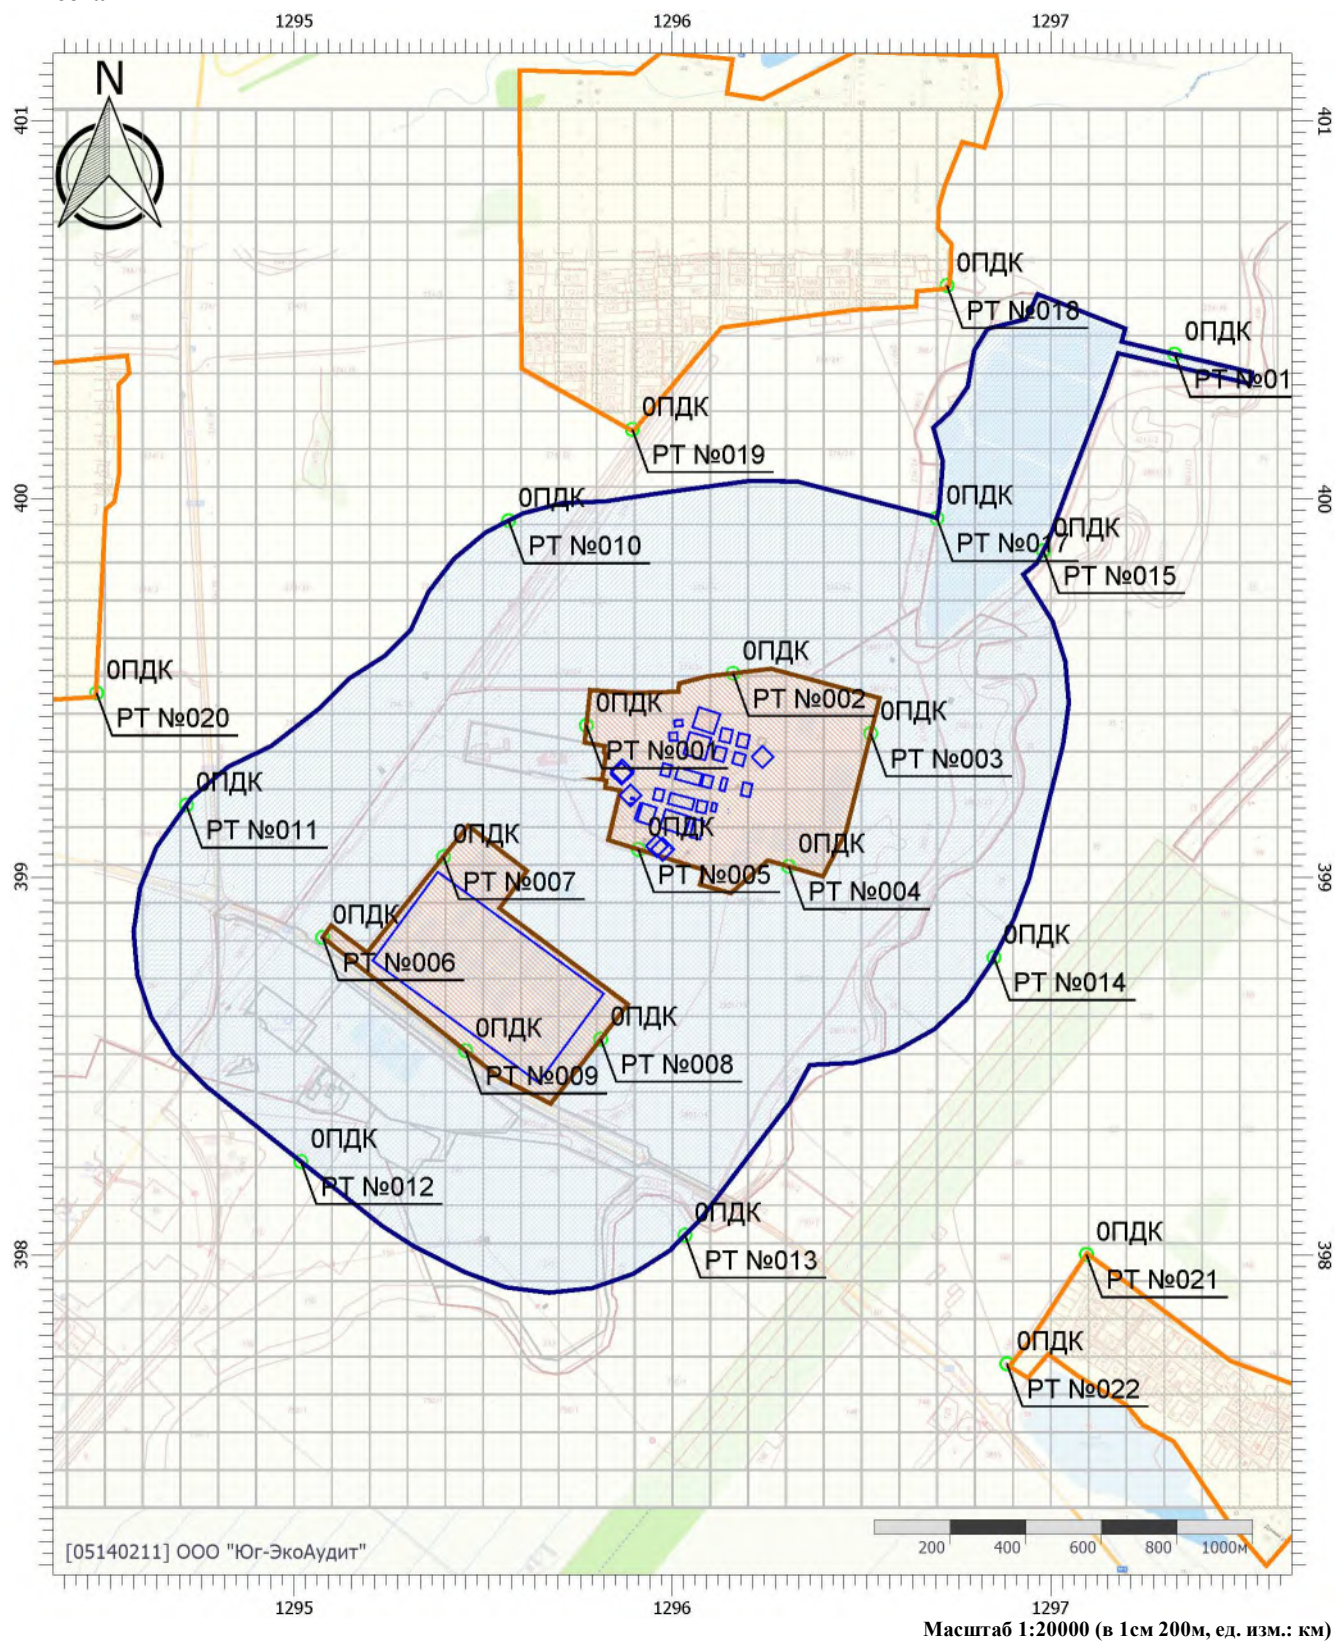 1295 1296 1297
N
401 401
0ПДК
РТ №018
0ПДК
РТ №01
0ПДК
РТ №019
400 400
0ПДК
РТ №010
0ПДК
РТ №017
0ПДК
РТ №015
0ПДК
РТ №020
0ПДК
РТ №002
0ПДК
РТ №001
0ПДК
РТ №003
0ПДК
РТ №011
0ПДК
РТ №005
0ПДК
РТ №004
399 399
0ПДК
РТ №007
0ПДК
РТ №006
0ПДК
РТ №014
0ПДК
РТ №008
0ПДК
РТ №009
0ПДК
РТ №012
0ПДК
РТ №013
398 398
0ПДК
РТ №021
0ПДК
РТ №022
[05140211] ООО "Юг-ЭкоАудит"
200 400 600 800 1000м
1295 1296 1297
Масштаб 1:20000 (в 1см 200м, ед. изм.: км)